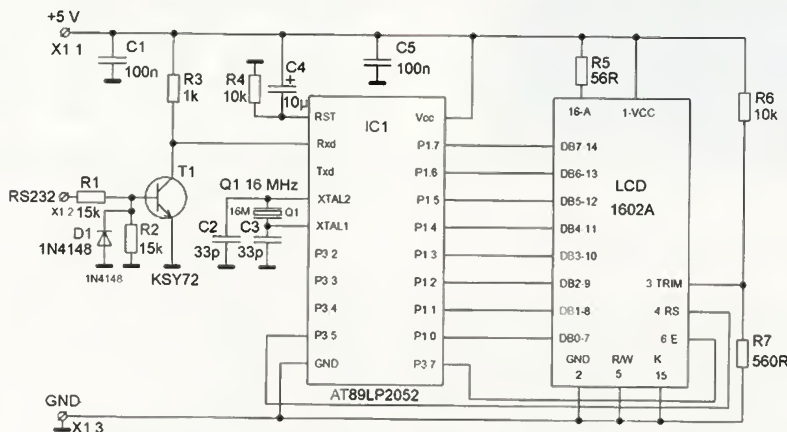 +5 V
X1 1
C1
100n
R3
1k
R4
10k
C4
+
10µ
C5
100n
R5
56R
R6
10k
IC1
RST
Rxd
Txd
XTAL2
XTAL1
P3 2
P3 3
P3 4
P3 5
GND
Vcc
P1.7
P1.6
P1 5
P1 4
P1 3
P1 2
P1 1
P1 0
P3 7
AT89LP2052
16-A
1-VCC
DB7-14
DB6-13
DB5-12
DB4-11
DB3-10
DB2-9
DB1-8
DB0-7
LCD
1602A
3 TRIM
4 RS
6 E
GND
2
R/W
5
K
15
R7
560R
RS232
X1 2
R1
15k
D1
1N4148
1N4148
R2
15k
T1
KSY72
Q1 16 MHz
16M
Q1
C2
33p
C3
33p
GND
X1 3